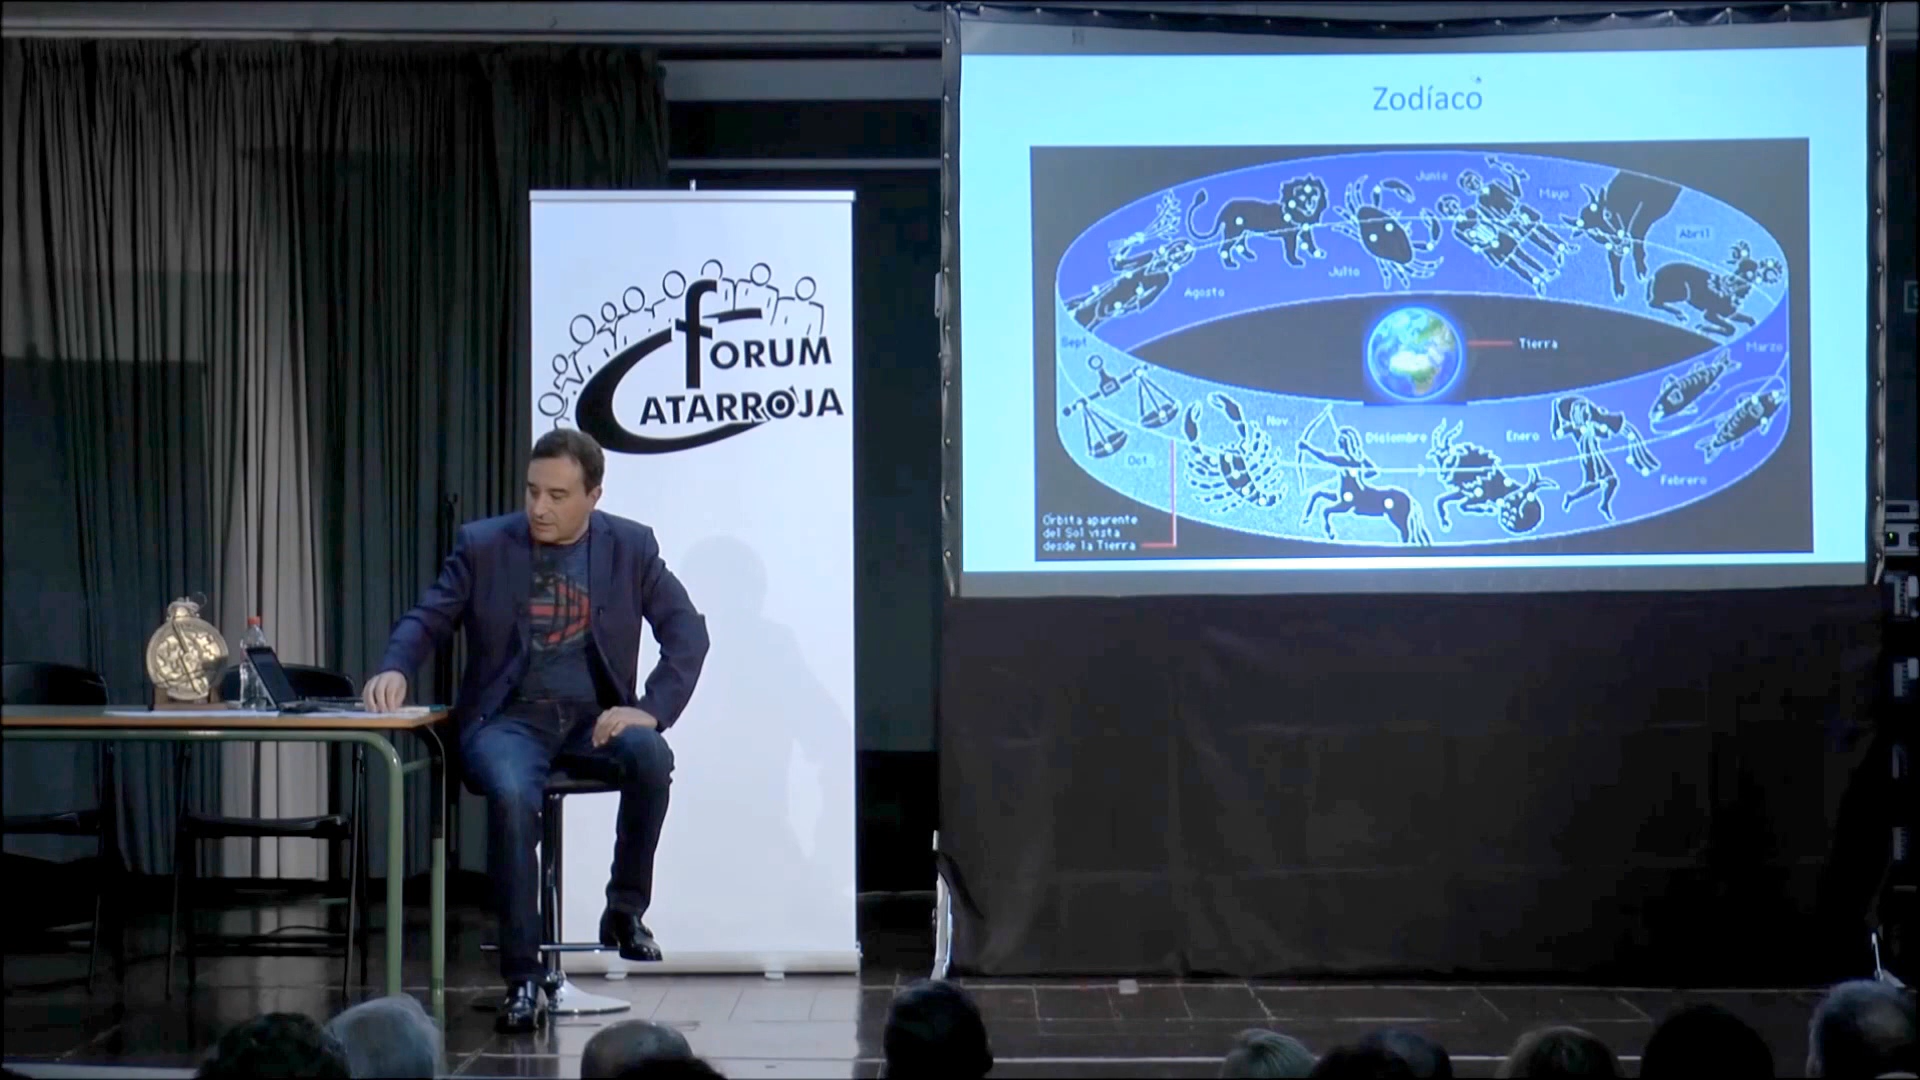 FORUM
CATARROJA
Zodíaco
Junio
Mayo
Abril
Julio
Agosto
Sept
Tierra
Marzo
Nov
Diciembre
Enero
Oct
Febrero
Órbita aparente
del Sol vista
desde la Tierra